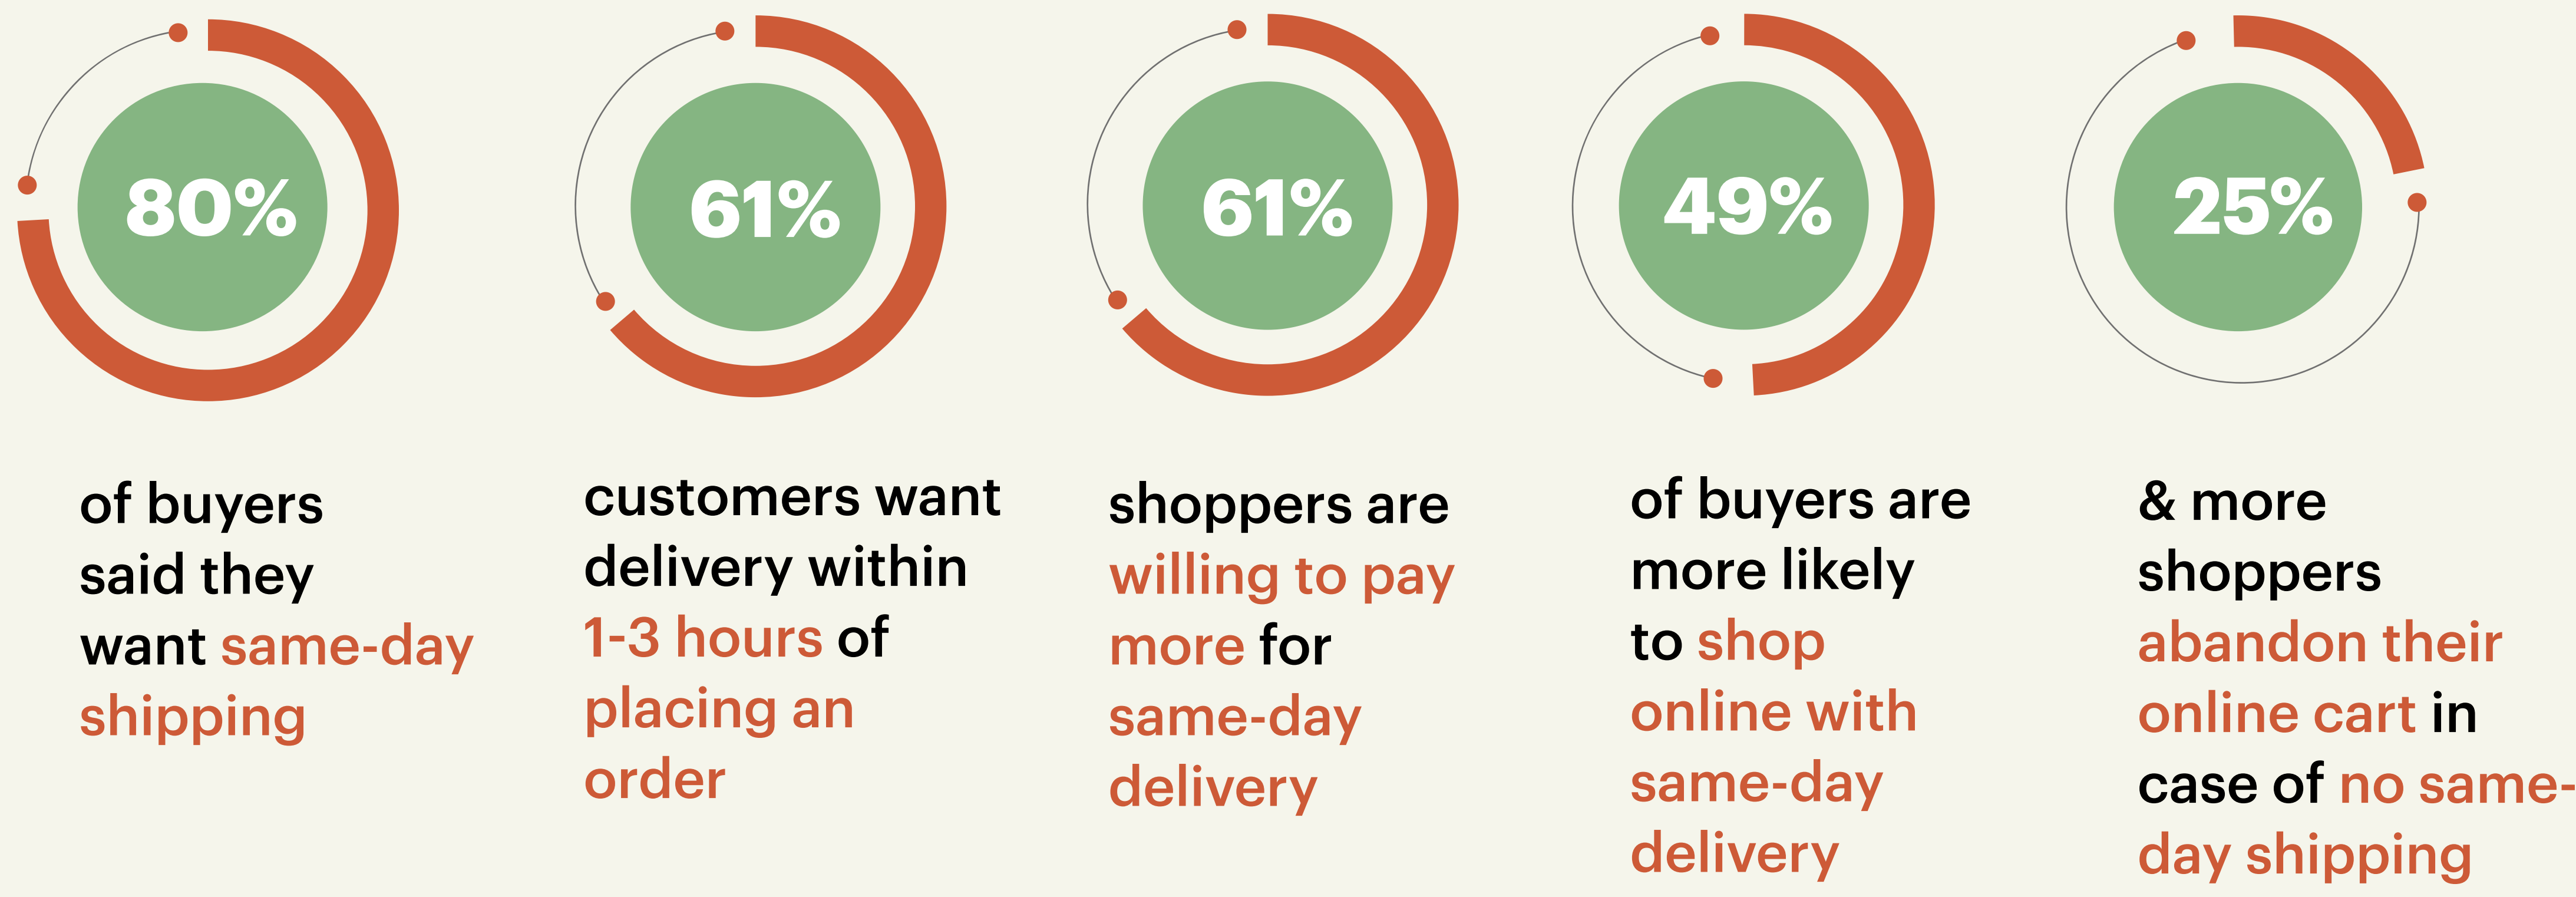 80%
of buyers
said they
want same-day
shipping
61%
customers want
delivery within
1-3 hours of
placing an
order
61%
shoppers are
willing to pay
more for
same-day
delivery
49%
of buyers are
more likely
to shop
online with
same-day
delivery
25%
& more
shoppers
abandon their
online cart in
case of no same-
day shipping